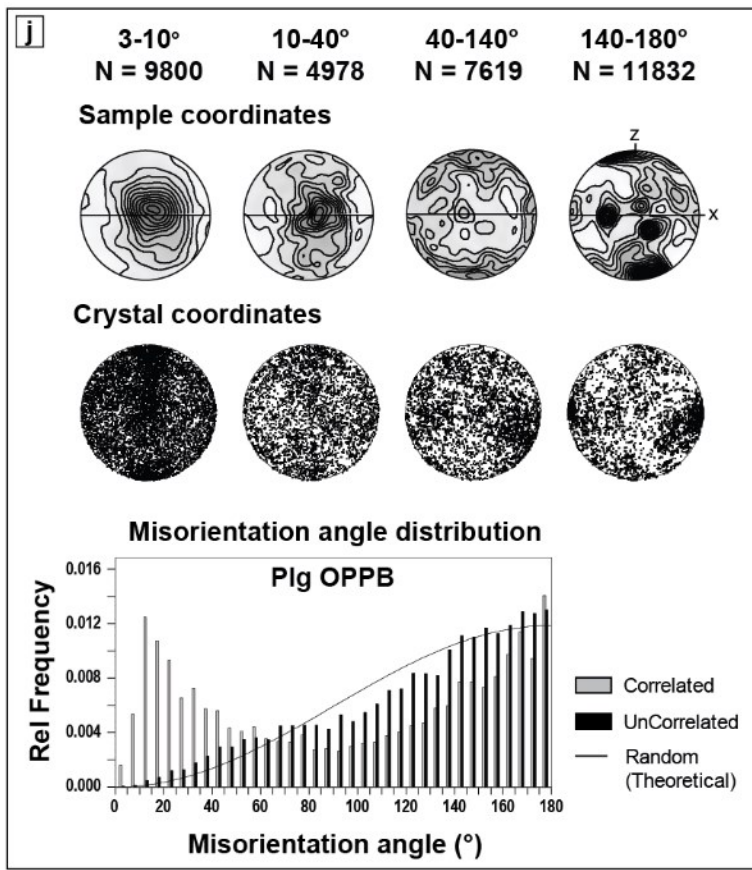 j
3-10° 10-40° 40-140° 140-180°
N = 9800 N = 4978 N = 7619 N = 11832
Sample coordinates
z
x
Crystal coordinates
Misorientation angle distribution
Plg OPPB
0.016
0.012
0.008
0.004
0.000
Rel Frequency
0 20 40 60 80 100 120 140 160 180
Misorientation angle (°)
Correlated
UnCorrelated
Random
(Theoretical)